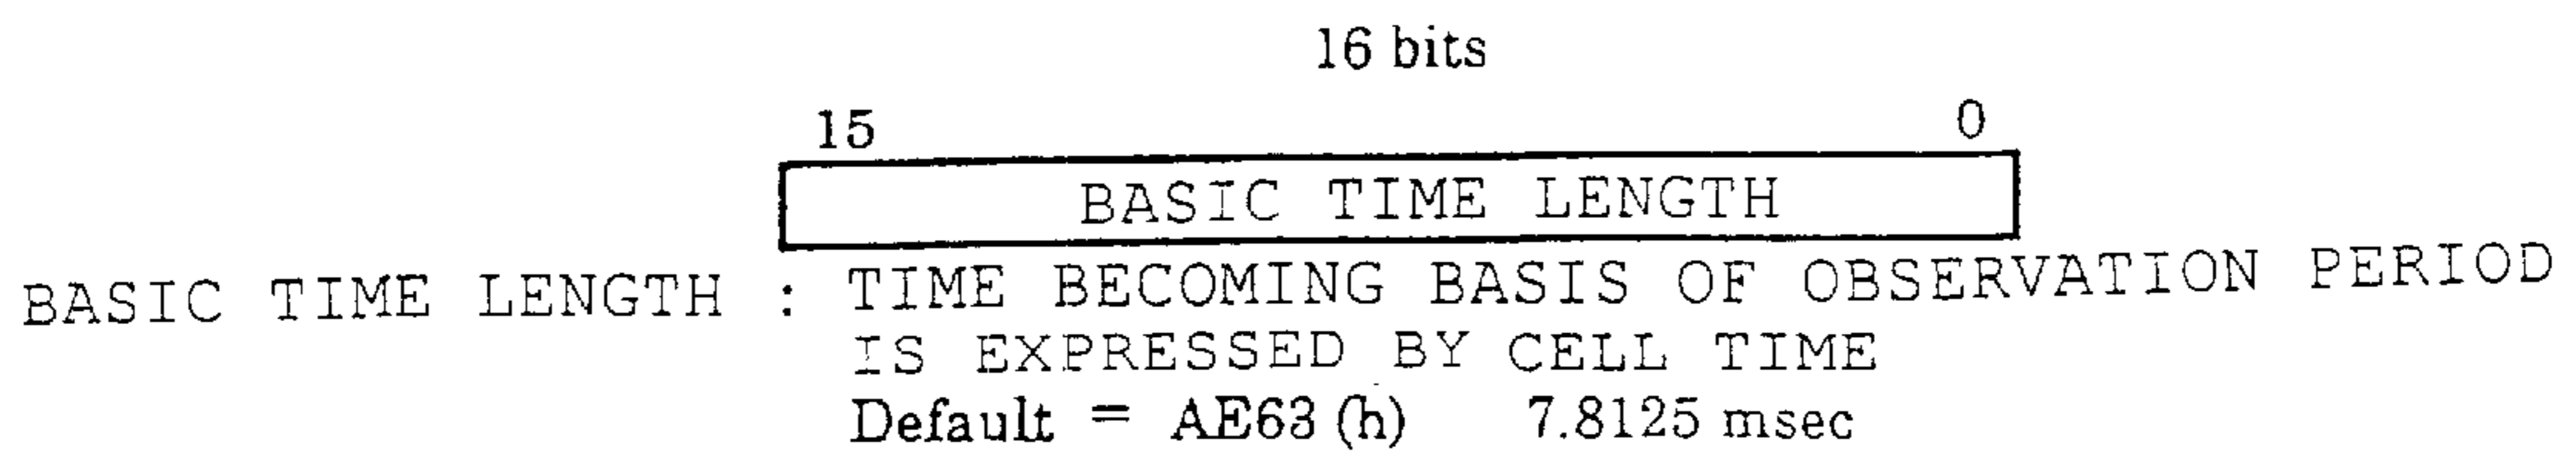 16 bits
15 0
BASIC TIME LENGTH
BASIC TIME LENGTH : TIME BECOMING BASIS OF OBSERVATION PERIOD
IS EXPRESSED BY CELL TIME
Default = AE63 (h) 7.8125 msec